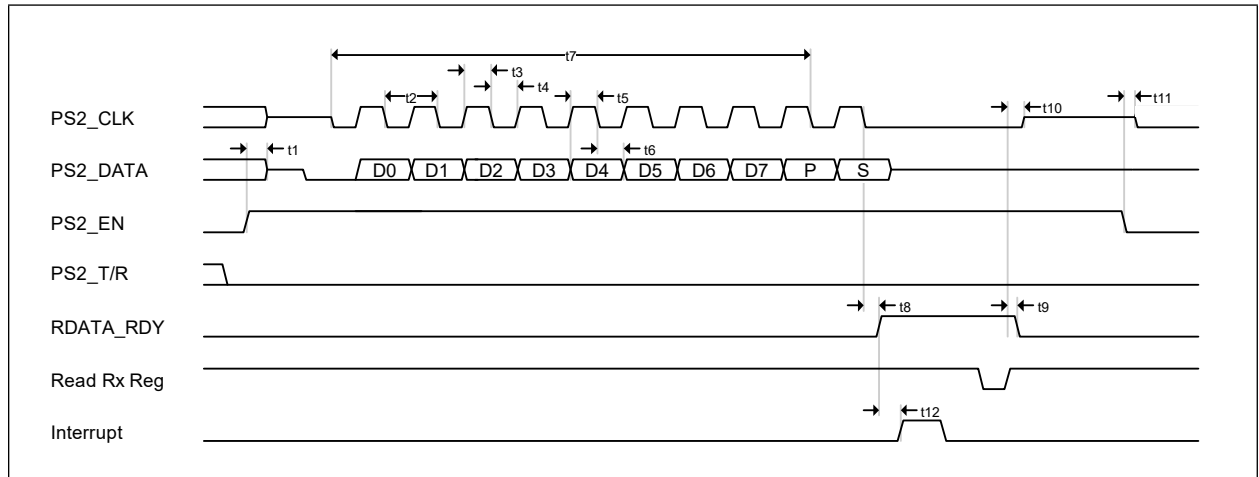 t7
t3
t2
t4
t5
PS2_CLK
t10
t11
t1
t6
PS2_DATA
D0 D1 D2 D3 D4 D5 D6 D7 P S
PS2_EN
PS2_T/R
t8
t9
RDATA_RDY
Read Rx Reg
t12
Interrupt